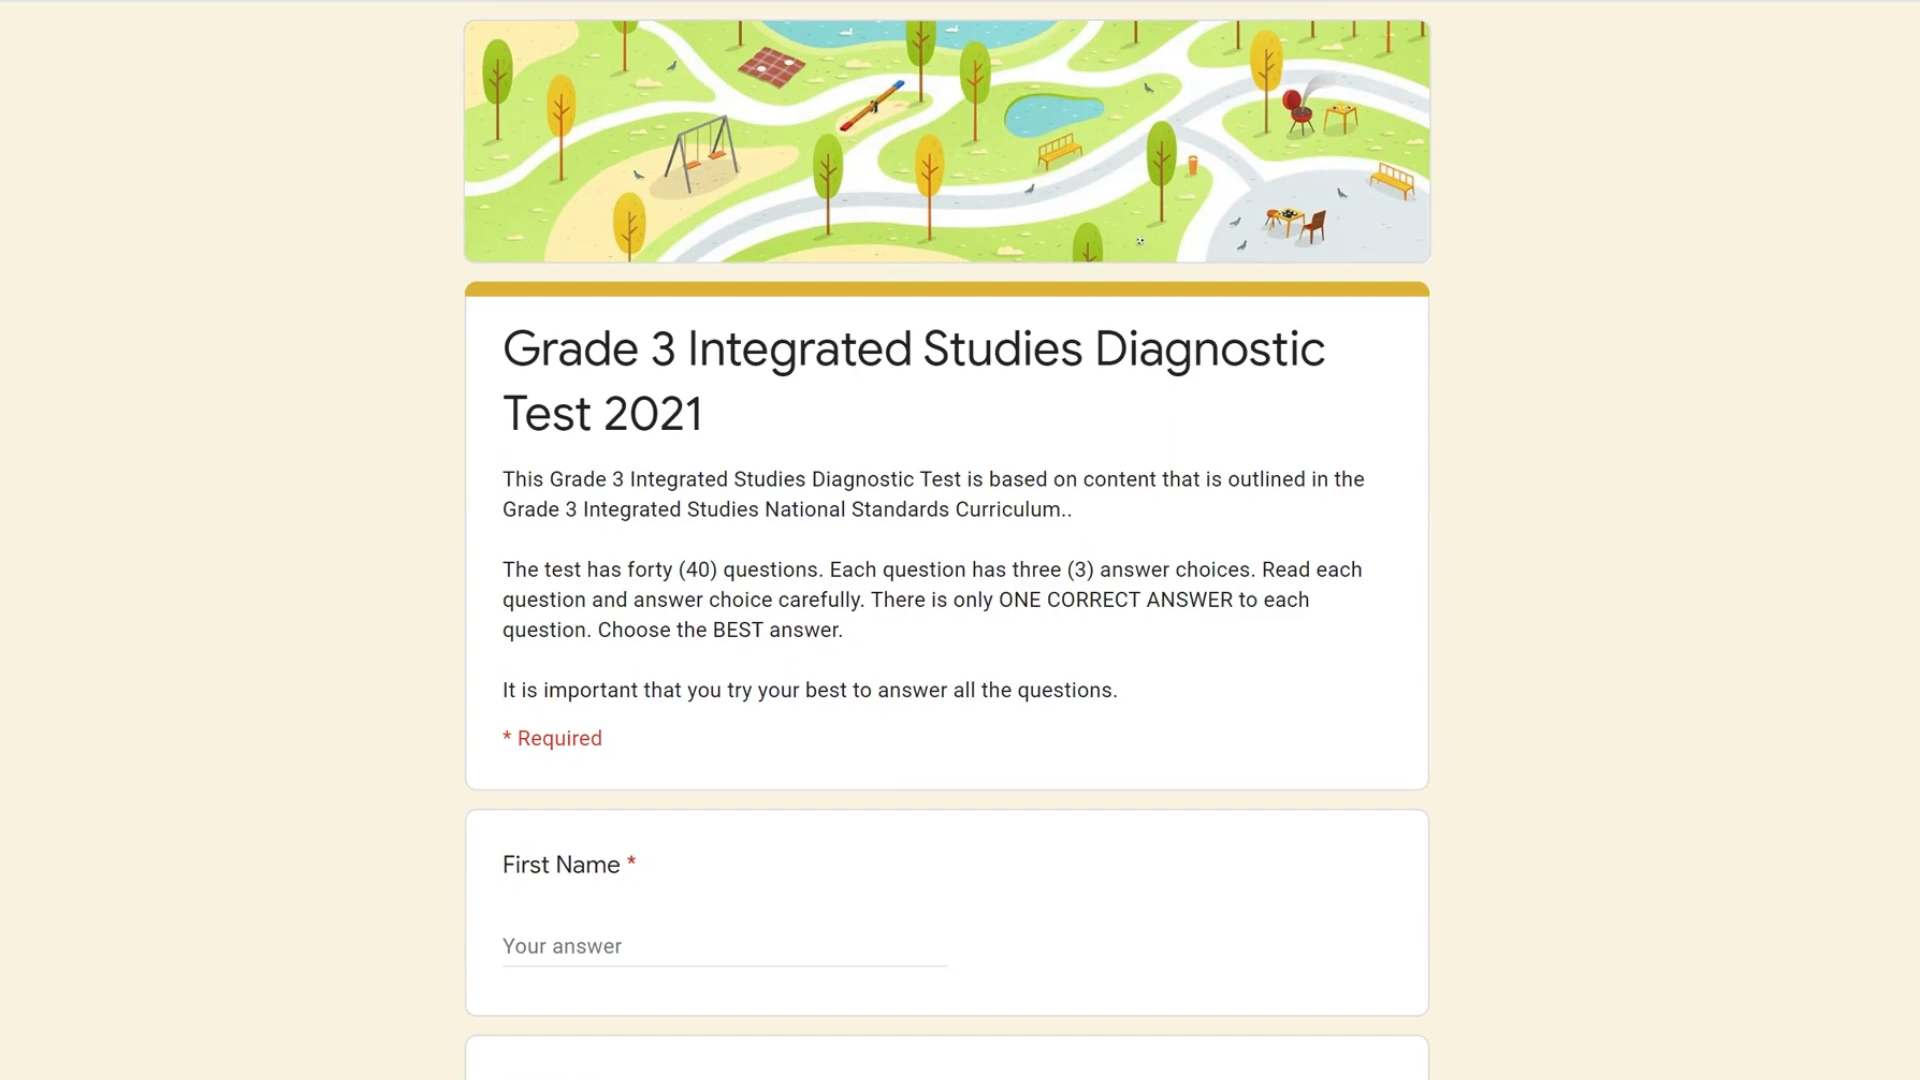 Grade 3 Integrated Studies Diagnostic
Test 2021
This Grade 3 Integrated Studies Diagnostic Test is based on content that is outlined in the
Grade 3 Integrated Studies National Standards Curriculum..
The test has forty (40) questions. Each question has three (3) answer choices. Read each
question and answer choice carefully. There is only ONE CORRECT ANSWER to each
question. Choose the BEST answer.
It is important that you try your best to answer all the questions.
* Required
First Name *
Your answer